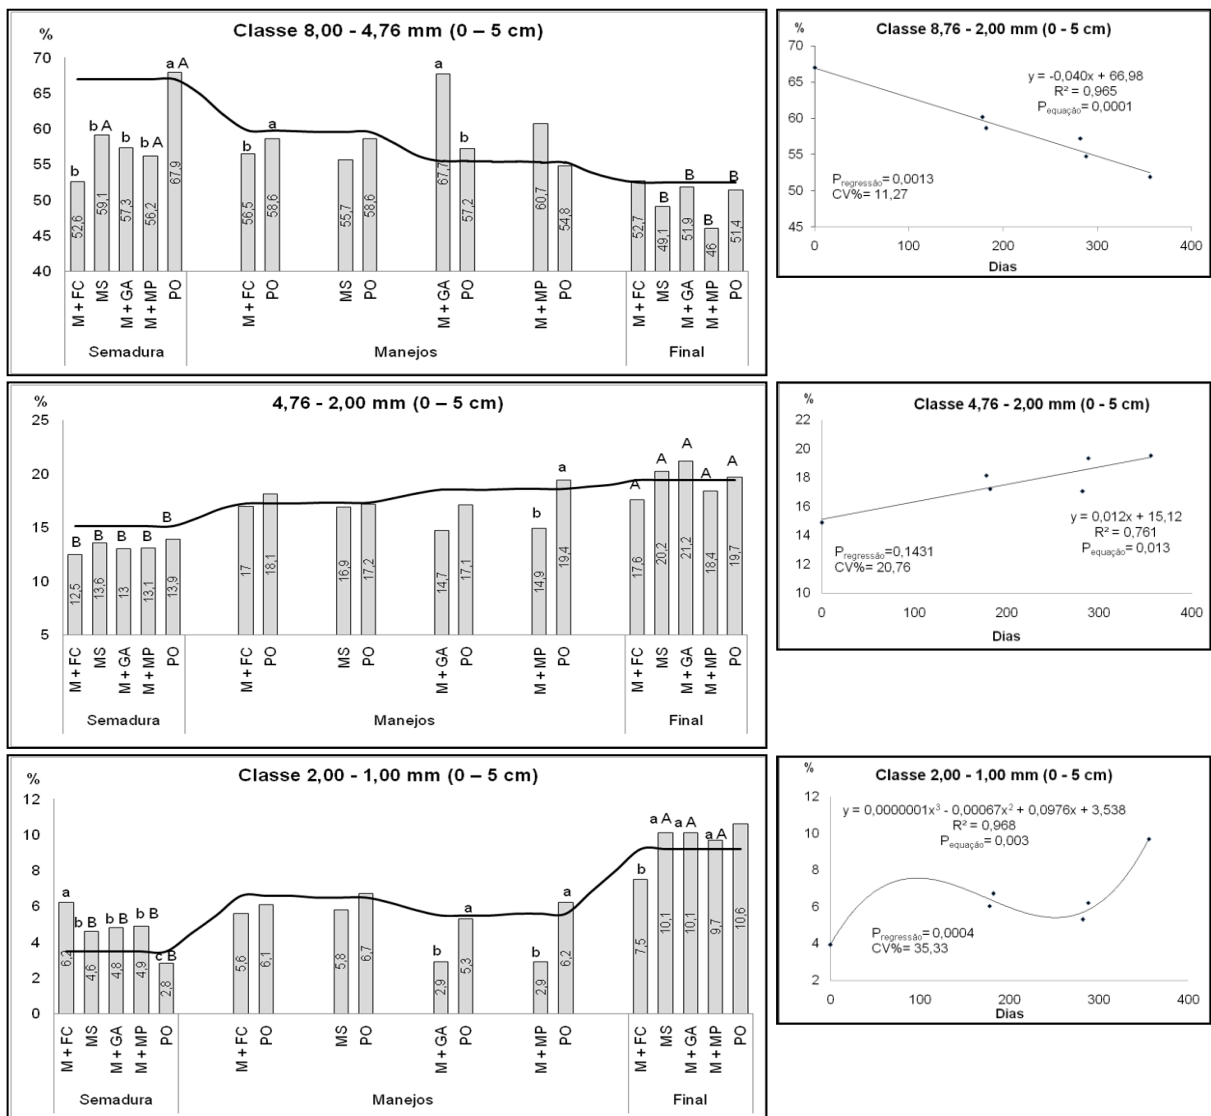 Classe 8,00 - 4,76 mm (0 – 5 cm)
%
70
65
60
55
50
45
40
b
b A
b
b A
a A
b
a
a
b
B
B
B
B
52,6
59,1
57,3
56,2
67,9
56,5
58,6
55,7
58,6
67,7
57,2
60,7
54,8
52,7
49,1
51,9
46
51,4
M + FC
MS
M + GA
M + MP
PO
M + FC
PO
MS
PO
M + GA
PO
M + MP
PO
M + FC
MS
M + GA
M + MP
PO
Semadura
Manejos
Final
Classe 8,76 - 2,00 mm (0 - 5 cm)
%
70
65
60
55
50
45
y = -0,040x + 66,98
R² = 0,965
Pequação= 0,0001
Pregressão=0,0013
CV%= 11,27
0
100
200
300
400
Dias
4,76 - 2,00 mm (0 – 5 cm)
%
25
20
15
10
5
B
B
B
B
B
b
a
A
A
A
A
A
12,5
13,6
13
13,1
13,9
17
18,1
16,9
17,2
14,7
17,1
14,9
19,4
17,6
20,2
21,2
18,4
19,7
M + FC
MS
M + GA
M + MP
PO
M + FC
PO
MS
PO
M + GA
PO
M + MP
PO
M + FC
MS
M + GA
M + MP
PO
Semadura
Manejos
Final
Classe 4,76 - 2,00 mm (0 - 5 cm)
%
22
20
18
16
14
12
10
y = 0,012x + 15,12
R² = 0,761
Pequação= 0,013
Pregressão=0,1431
CV%= 20,76
0
100
200
300
400
Dias
Classe 2,00 - 1,00 mm (0 – 5 cm)
%
12
10
8
6
4
2
0
a
b B
b B
b B
c B
b
a
b
a
b
a A
a A
a A
6,2
4,6
4,8
4,9
2,8
5,6
6,1
5,8
6,7
2,9
5,3
2,9
6,2
7,5
10,1
10,1
9,7
10,6
M + FC
MS
M + GA
M + MP
PO
M + FC
PO
MS
PO
M + GA
PO
M + MP
PO
M + FC
MS
M + GA
M + MP
PO
Semadura
Manejos
Final
Classe 2,00 - 1,00 mm (0 - 5 cm)
%
12
10
8
6
4
2
y = 0,0000001x³ - 0,00067x² + 0,0976x + 3,538
R² = 0,968
Pequação= 0,003
Pregressão=0,0004
CV%= 35,33
0
100
200
300
400
Dias